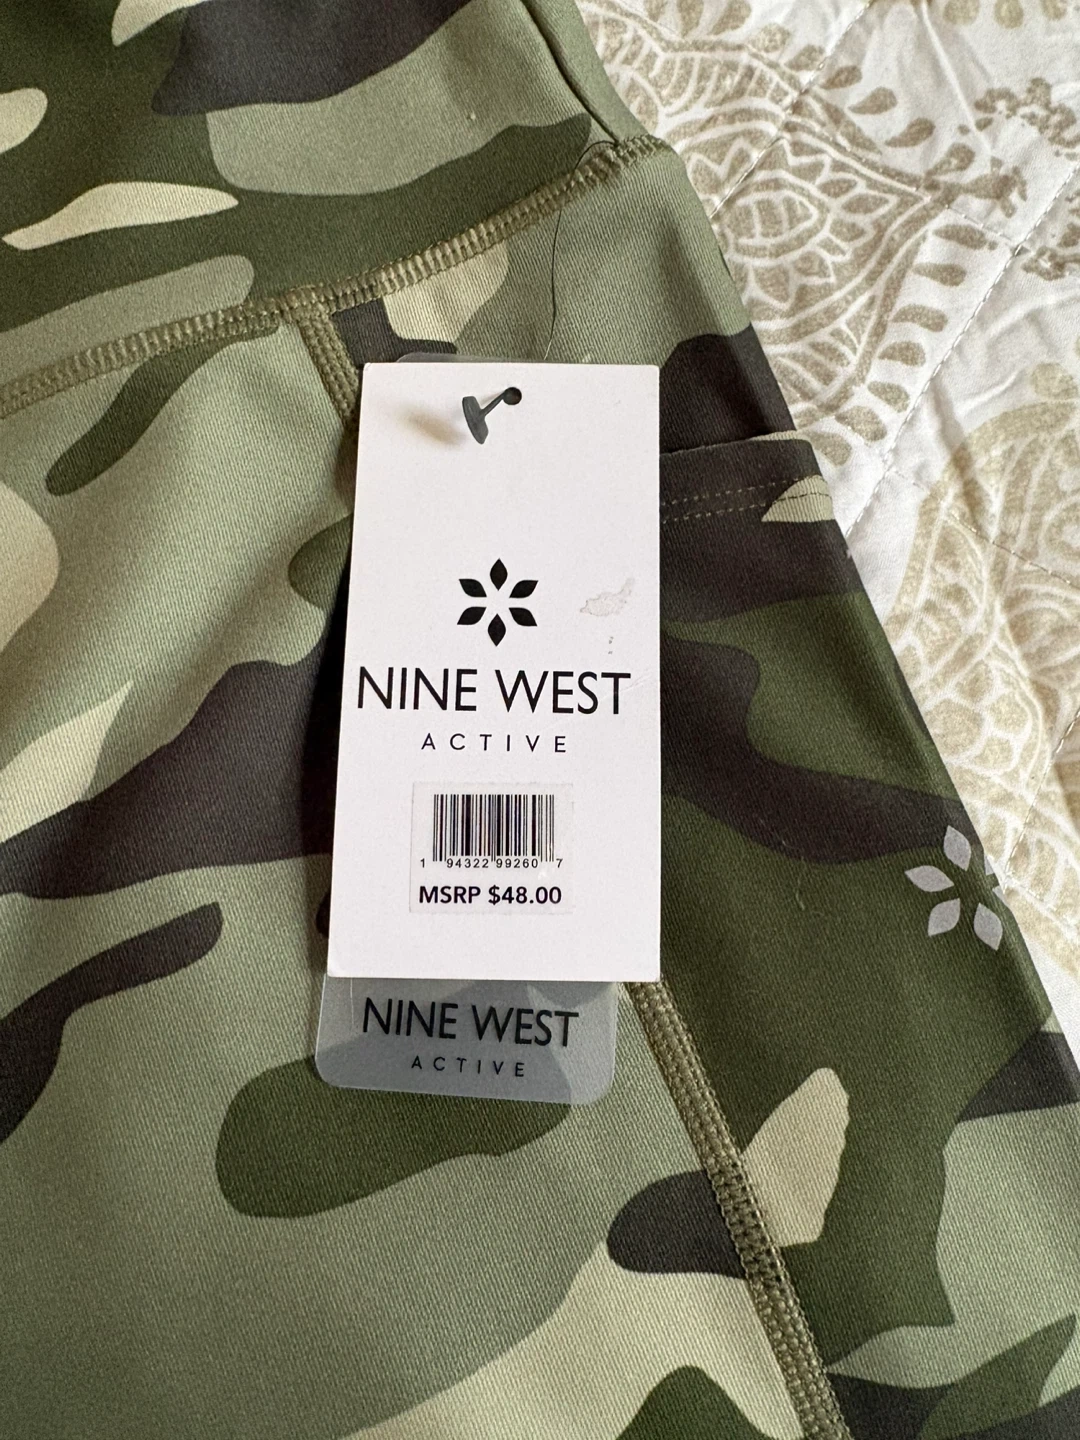 NINE WEST
ACTIVE
1 94322 99260 7
MSRP $48.00
NINE WEST
ACTIVE